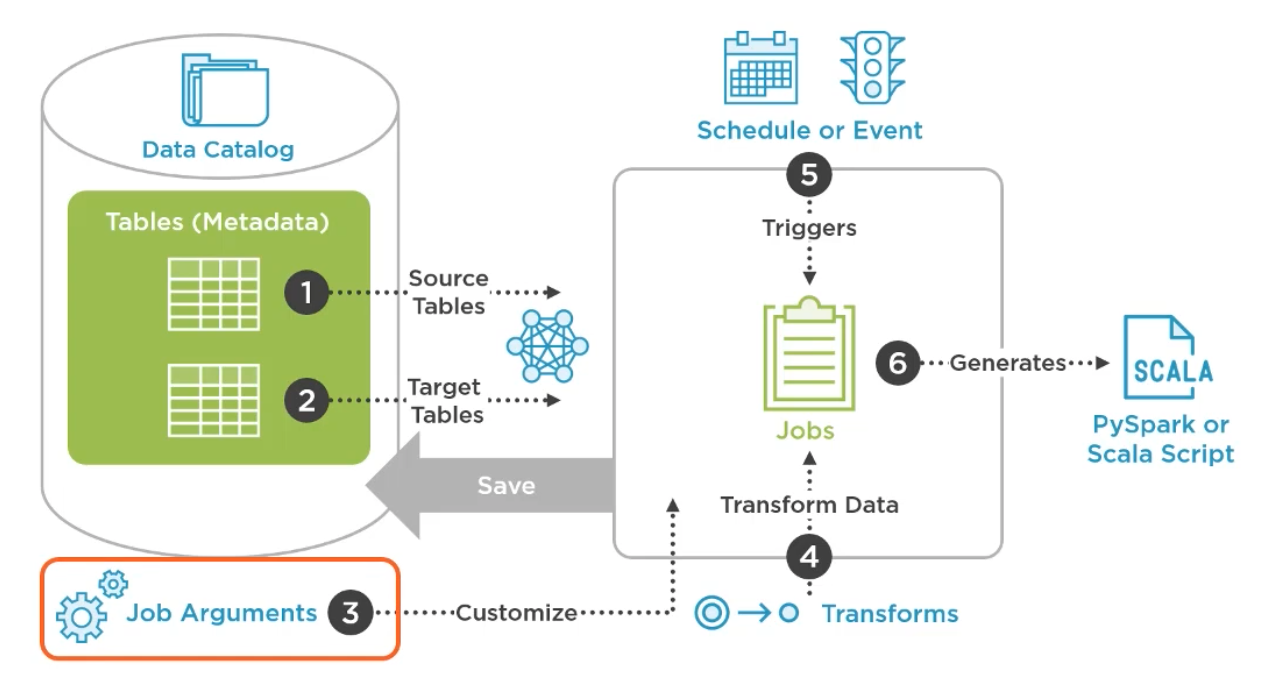 Data Catalog
Tables (Metadata)
1
Source
Tables
2
Target
Tables
Save
Job Arguments
3
Customize
Schedule or Event
5
Triggers
Jobs
6
Generates
SCALA
PySpark or
Scala Script
Transform Data
4
Transforms